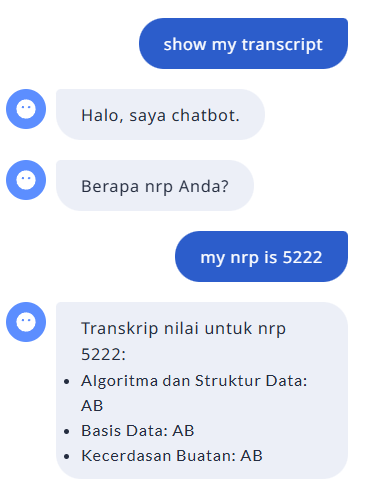 show my transcript
Halo, saya chatbot.
Berapa nrp Anda?
my nrp is 5222
Transkrip nilai untuk nrp
5222:
• Algoritma dan Struktur Data:
AB
• Basis Data: AB
• Kecerdasan Buatan: AB